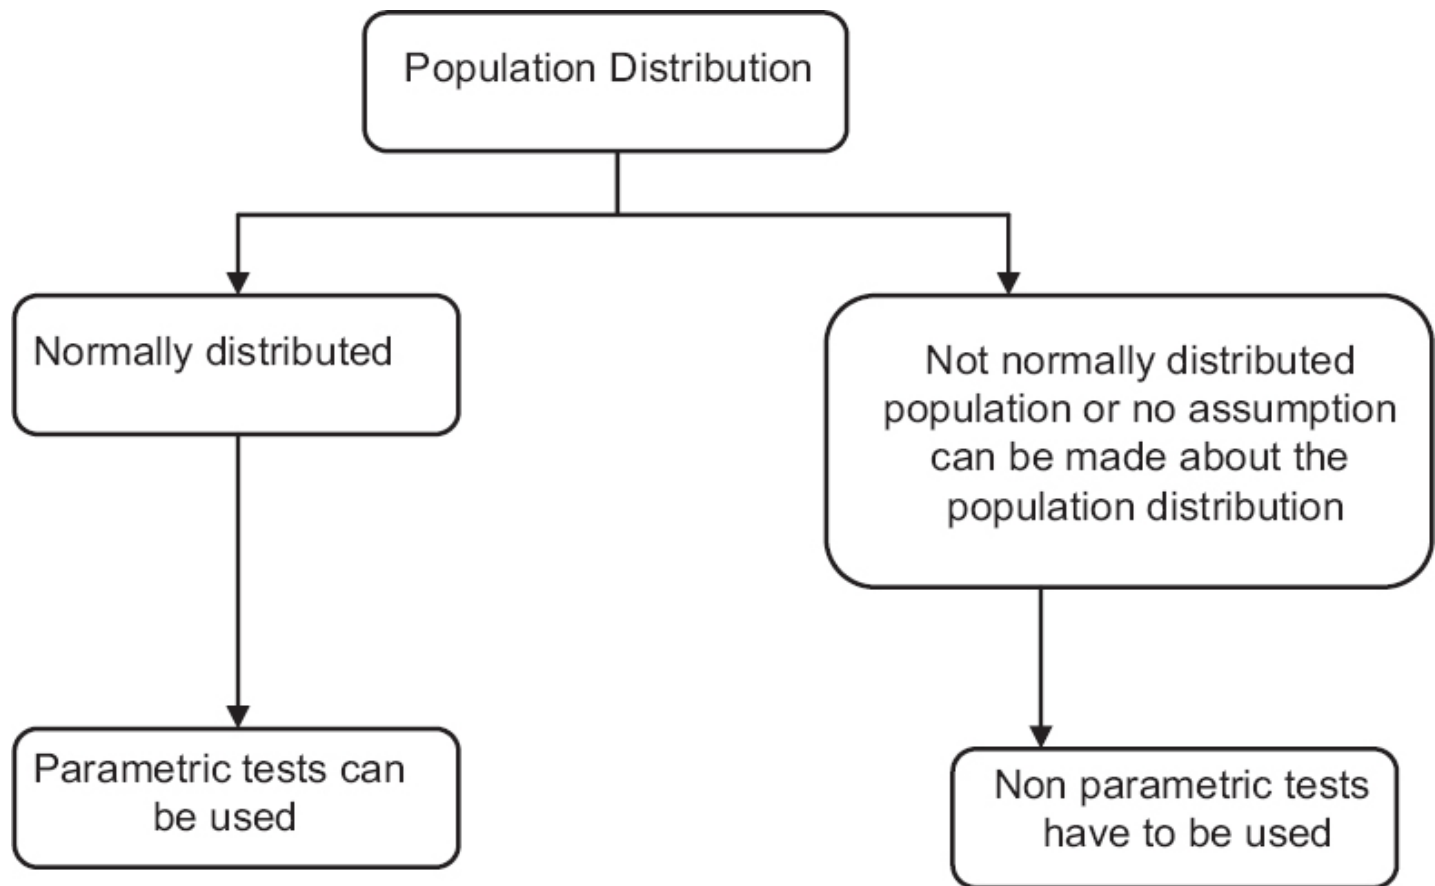 Population Distribution
Normally distributed
Not normally distributed
population or no assumption
can be made about the
population distribution
Parametric tests can
be used
Non parametric tests
have to be used